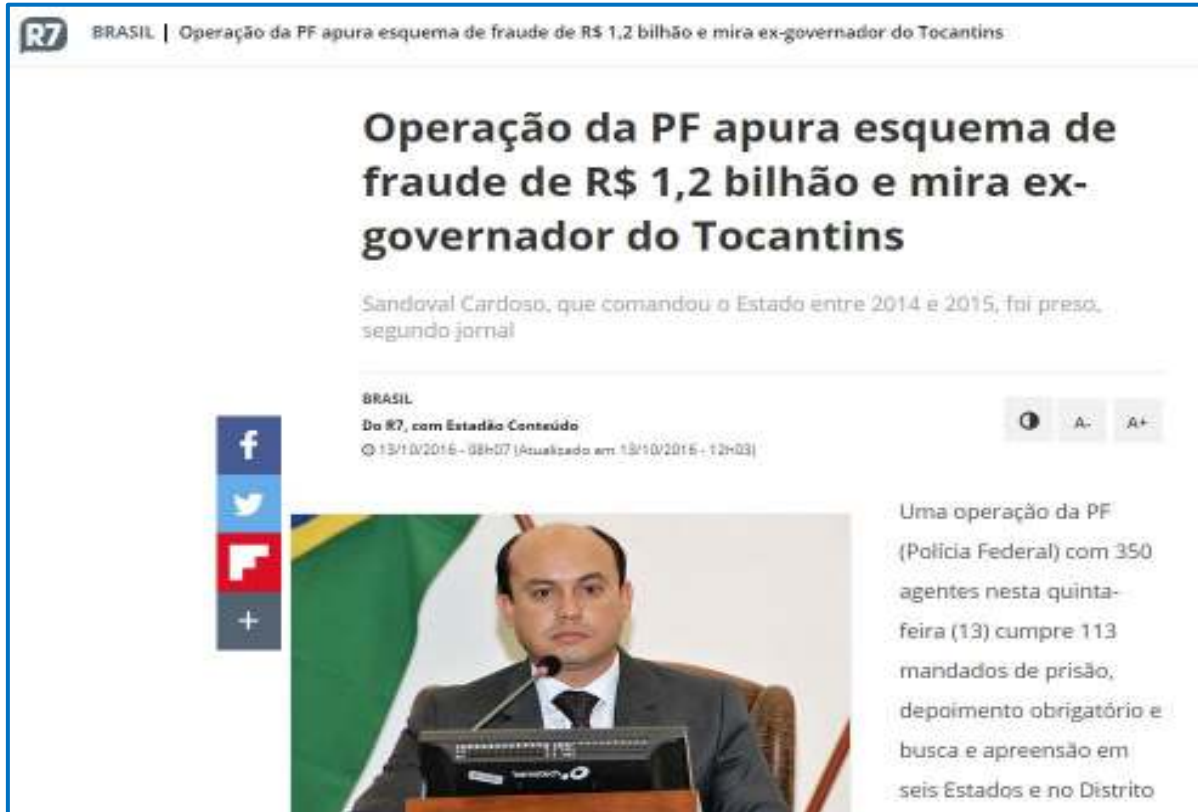 R7 BRASIL | Operação da PF apura esquema de fraude de R$ 1,2 bilhão e mira ex-governador do Tocantins
Operação da PF apura esquema de
fraude de R$ 1,2 bilhão e mira ex-
governador do Tocantins
Sandoval Cardoso, que comandou o Estado entre 2014 e 2015, foi preso,
segundo jornal
BRASIL
Do R7, com Estadão Conteúdo
13/10/2016 - 08h07 (Atualizado em 13/10/2016 - 12h03)
A- A+
Uma operação da PF
(Polícia Federal) com 350
agentes nesta quinta-
feira (13) cumpre 113
mandados de prisão,
depoimento obrigatório e
busca e apreensão em
seis Estados e no Distrito